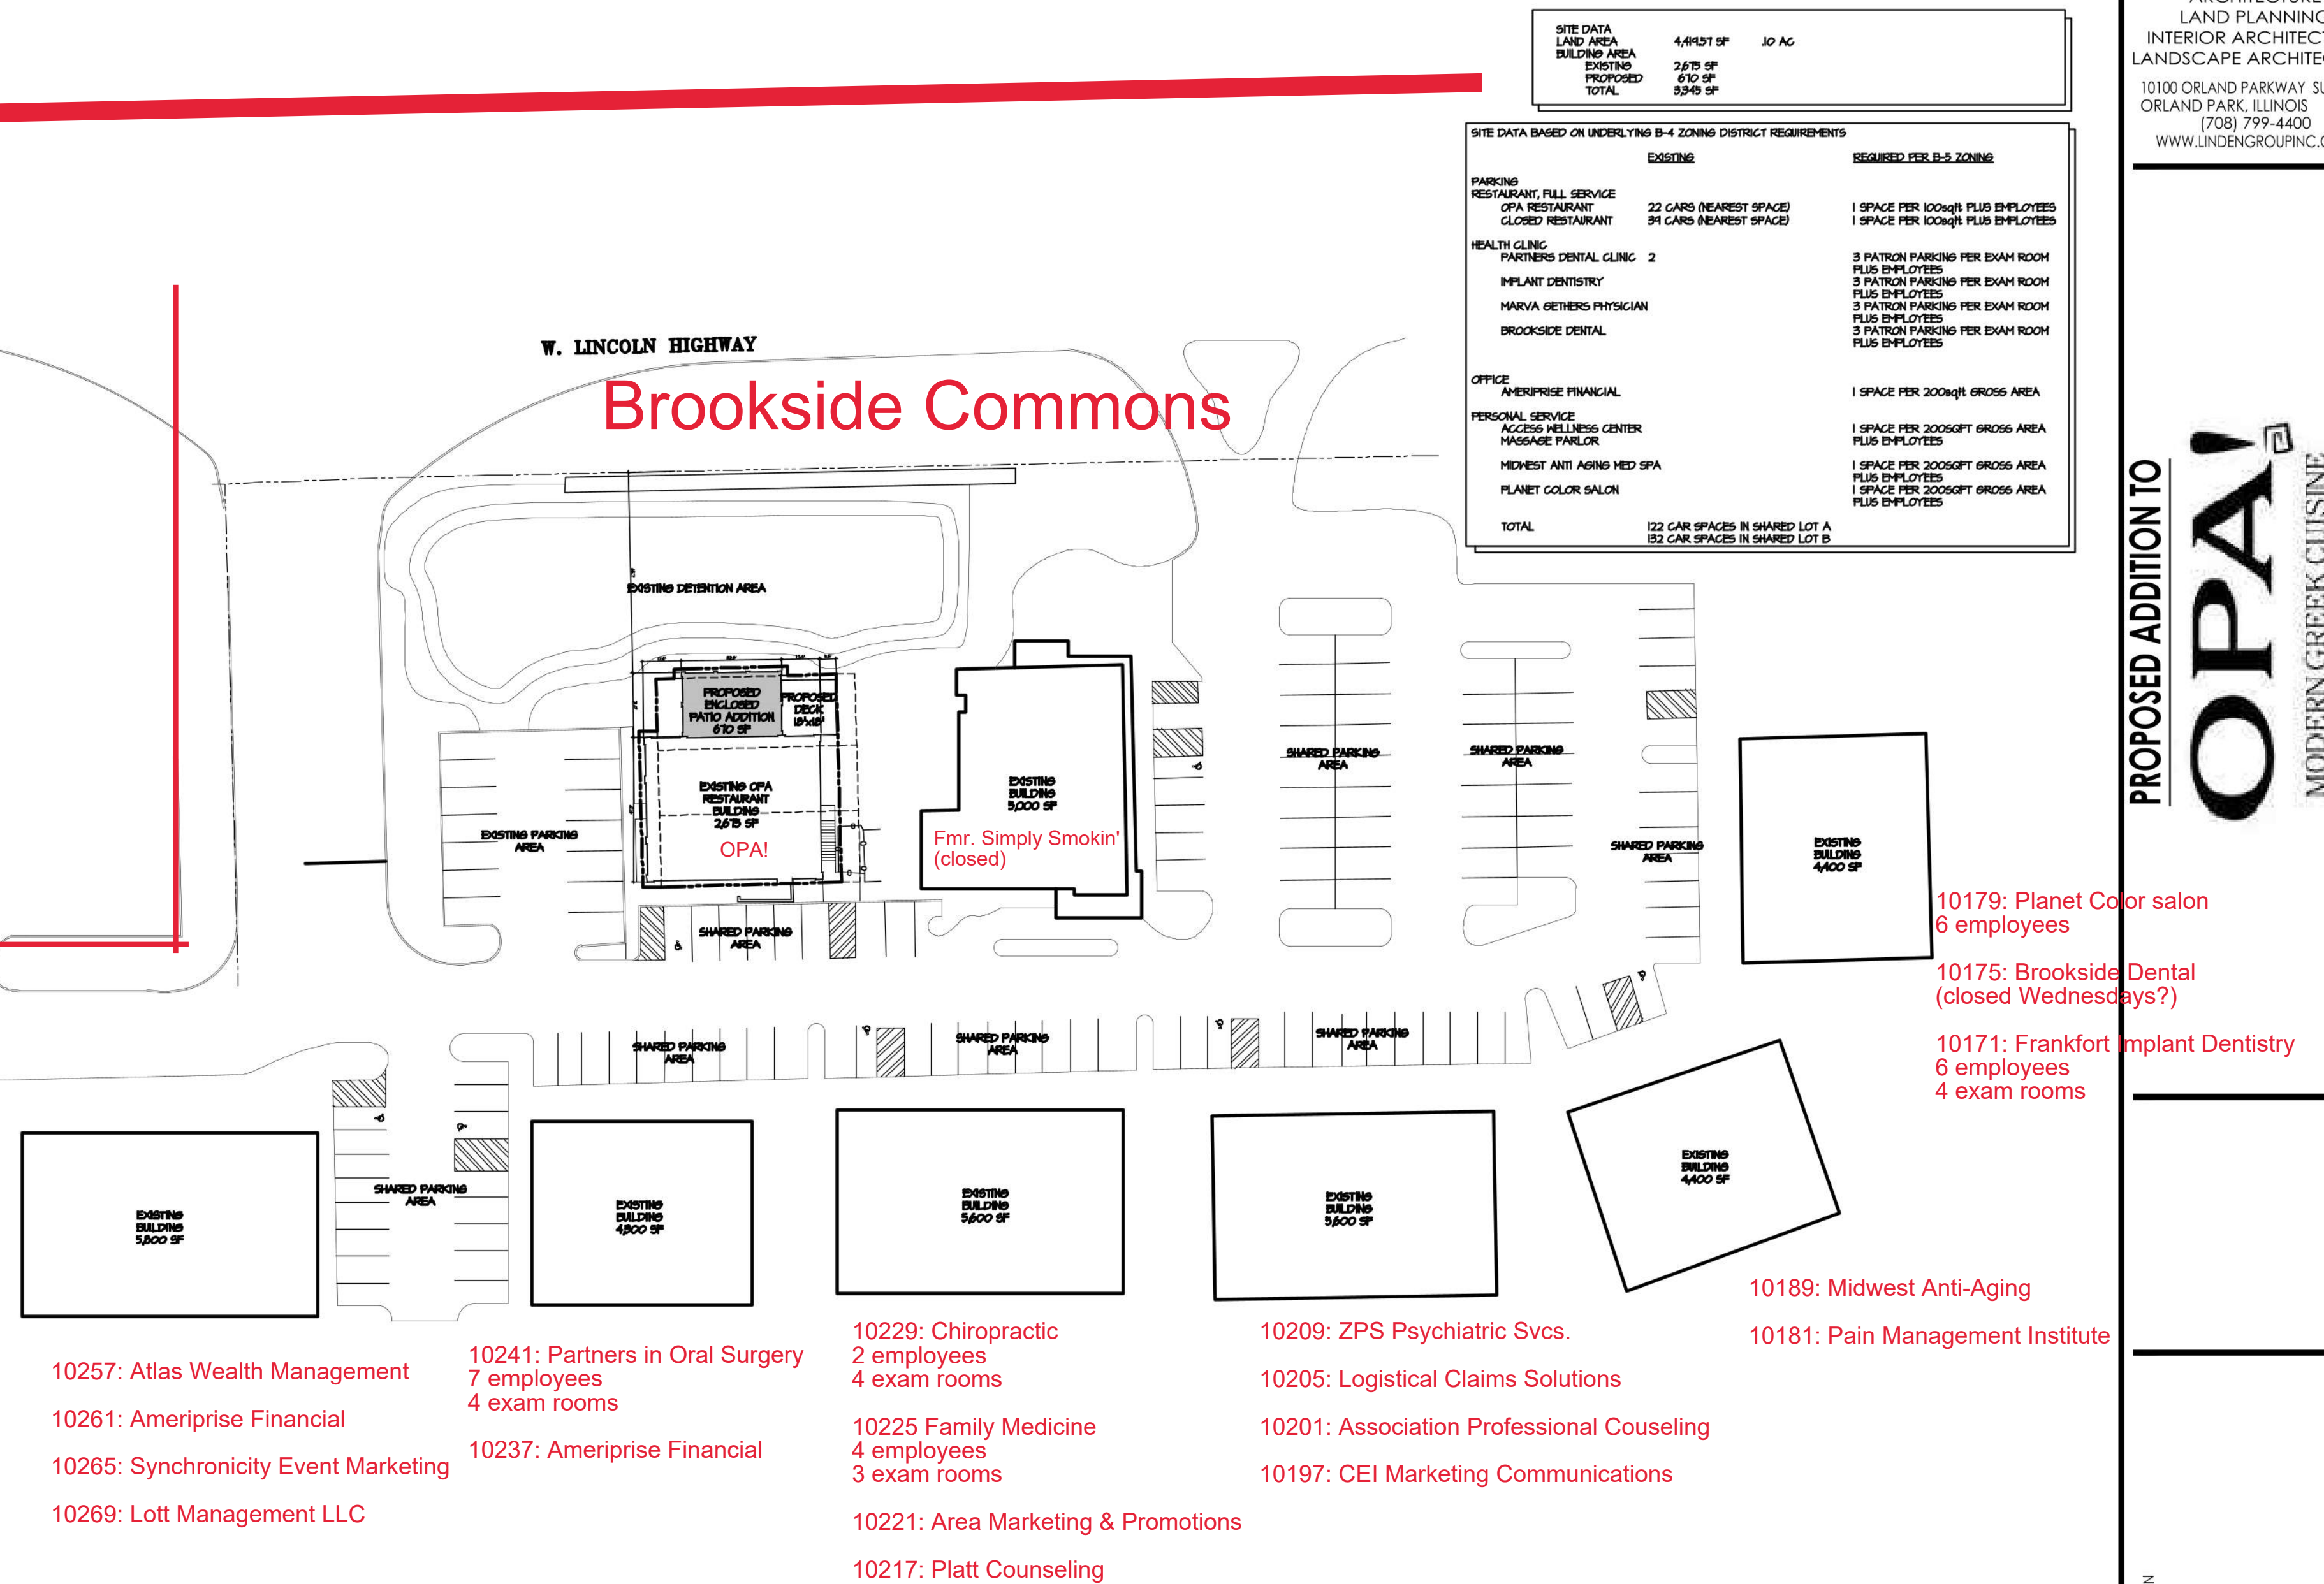 ARCHITECTURE
LAND PLANNING
INTERIOR ARCHITEC
LANDSCAPE ARCHITE
10100 ORLAND PARKWAY SU
ORLAND PARK, ILLINOIS
(708) 799-4400
WWW.LINDENGROUPINC.C
SITE DATA
LAND AREA 4,419.57 SF .10 AC
BUILDING AREA
EXISTING 2,675 SF
PROPOSED 670 SF
TOTAL 3,345 SF
SITE DATA BASED ON UNDERLYING B-4 ZONING DISTRICT REQUIREMENTS
EXISTING REQUIRED PER B-5 ZONING
PARKING
RESTAURANT, FULL SERVICE
OPA RESTAURANT 22 CARS (NEAREST SPACE) 1 SPACE PER 100sqft PLUS EMPLOYEES
CLOSED RESTAURANT 39 CARS (NEAREST SPACE) 1 SPACE PER 100sqft PLUS EMPLOYEES
HEALTH CLINIC
PARTNERS DENTAL CLINIC 2 3 PATRON PARKING PER EXAM ROOM
PLUS EMPLOYEES
IMPLANT DENTISTRY 3 PATRON PARKING PER EXAM ROOM
PLUS EMPLOYEES
MARVA GETHERS PHYSICIAN 3 PATRON PARKING PER EXAM ROOM
PLUS EMPLOYEES
BROOKSIDE DENTAL 3 PATRON PARKING PER EXAM ROOM
PLUS EMPLOYEES
OFFICE
AMERIPRISE FINANCIAL 1 SPACE PER 200sqft GROSS AREA
PERSONAL SERVICE
ACCESS WELLNESS CENTER 1 SPACE PER 200SQFT GROSS AREA
MASSAGE PARLOR PLUS EMPLOYEES
MIDWEST ANTI AGING MED SPA 1 SPACE PER 200SQFT GROSS AREA
PLUS EMPLOYEES
PLANET COLOR SALON 1 SPACE PER 200SQFT GROSS AREA
PLUS EMPLOYEES
TOTAL 122 CAR SPACES IN SHARED LOT A
132 CAR SPACES IN SHARED LOT B
PROPOSED ADDITION TO
OPA!
MODERN GREEK CUISINE
W. LINCOLN HIGHWAY
Brookside Commons
EXISTING DETENTION AREA
PROPOSED
ENCLOSED
PATIO ADDITION
670 SF
PROPOSED
DECK
18'x18'
EXISTING OPA
RESTAURANT
BUILDING
2,675 SF
OPA!
EXISTING PARKING
AREA
EXISTING
BUILDING
5,000 SF
Fmr. Simply Smokin'
(closed)
SHARED PARKING
AREA
SHARED PARKING
AREA
SHARED PARKING
AREA
EXISTING
BUILDING
4,400 SF
SHARED PARKING
AREA
10179: Planet Color salon
6 employees
10175: Brookside Dental
(closed Wednesdays?)
10171: Frankfort Implant Dentistry
6 employees
4 exam rooms
SHARED PARKING
AREA
SHARED PARKING
AREA
SHARED PARKING
AREA
SHARED PARKING
AREA
EXISTING
BUILDING
EXISTING
BUILDING
EXISTING
BUILDING
5,600 SF
EXISTING
BUILDING
5,600 SF
EXISTING
BUILDING
4,400 SF
10257: Atlas Wealth Management
10261: Ameriprise Financial
10265: Synchronicity Event Marketing
10269: Lott Management LLC
10241: Partners in Oral Surgery
7 employees
4 exam rooms
10237: Ameriprise Financial
10229: Chiropractic
2 employees
4 exam rooms
10225 Family Medicine
4 employees
3 exam rooms
10221: Area Marketing & Promotions
10217: Platt Counseling
10209: ZPS Psychiatric Svcs.
10205: Logistical Claims Solutions
10201: Association Professional Couseling
10197: CEI Marketing Communications
10189: Midwest Anti-Aging
10181: Pain Management Institute
N